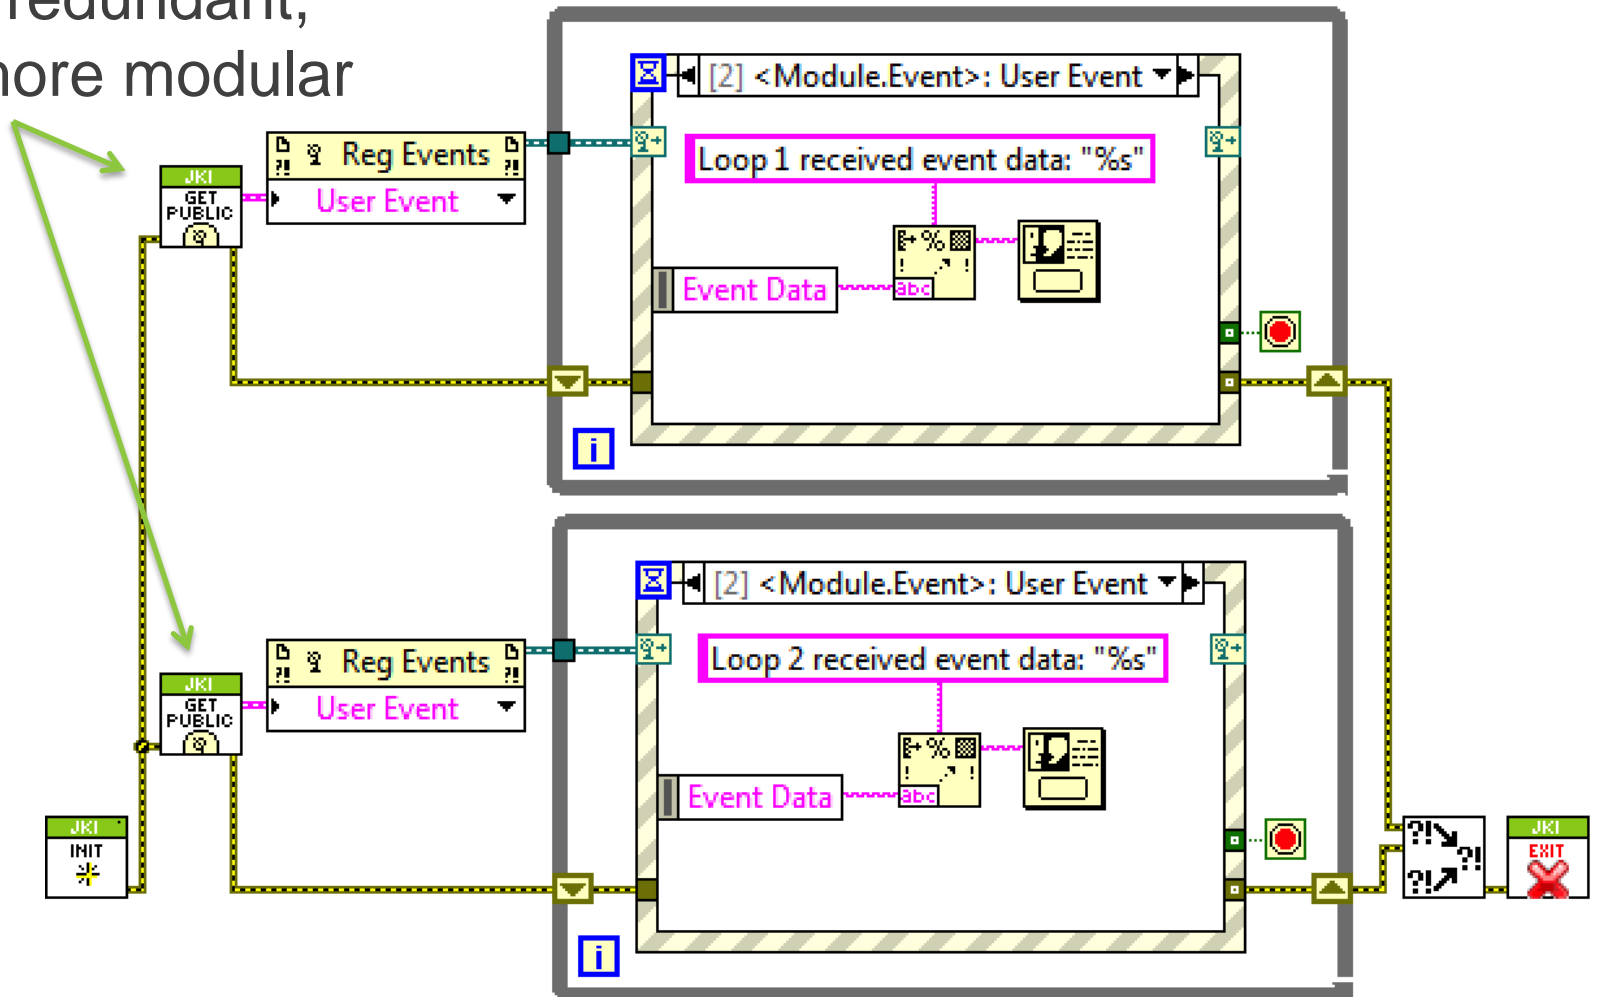 redundant,
more modular
[2] <Module.Event>: User Event
Reg Events
User Event
Loop 1 received event data: "%s"
JKI
GET
PUBLIC
%
Event Data
abc
i
[2] <Module.Event>: User Event
Reg Events
User Event
Loop 2 received event data: "%s"
JKI
GET
PUBLIC
%
Event Data
abc
JKI
INIT
?!
?!
?!
JKI
EXIT
i